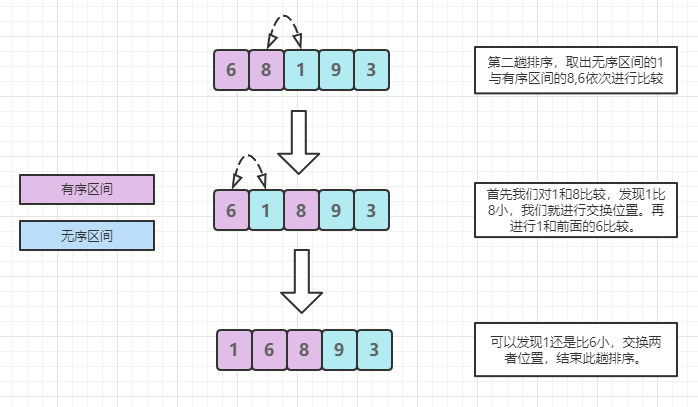 6 8 1 9 3
第二趟排序，取出无序区间的1
与有序区间的8,6依次进行比较
有序区间
无序区间
6 1 8 9 3
首先我们对1和8比较，发现1比
8小，我们就进行交换位置。再
进行1和前面的6比较。
1 6 8 9 3
可以发现1还是比6小，交换两
者位置，结束此趟排序。